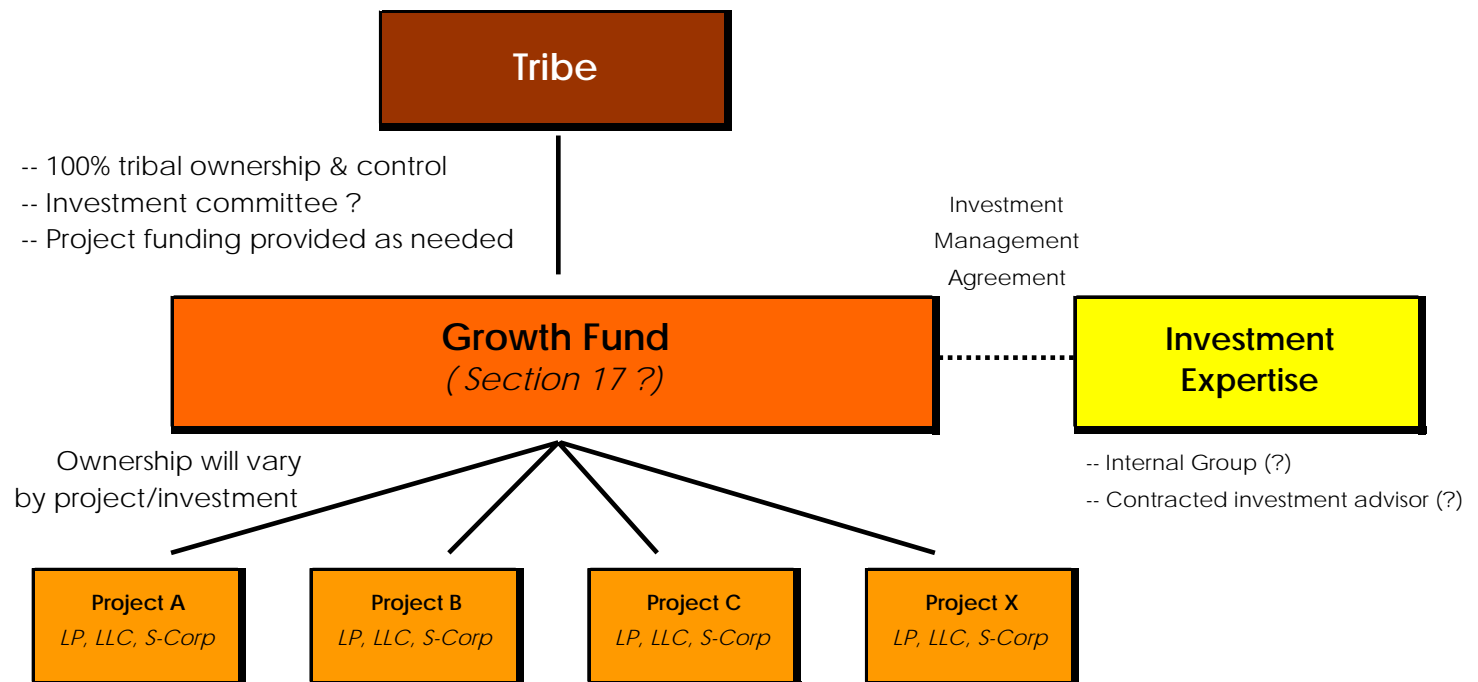 Tribe
-- 100% tribal ownership & control
-- Investment committee ?
-- Project funding provided as needed
Investment
Management
Agreement
Growth Fund
( Section 17 ?)
Investment
Expertise
Ownership will vary
by project/investment
-- Internal Group (?)
-- Contracted investment advisor (?)
Project A
LP, LLC, S-Corp
Project B
LP, LLC, S-Corp
Project C
LP, LLC, S-Corp
Project X
LP, LLC, S-Corp